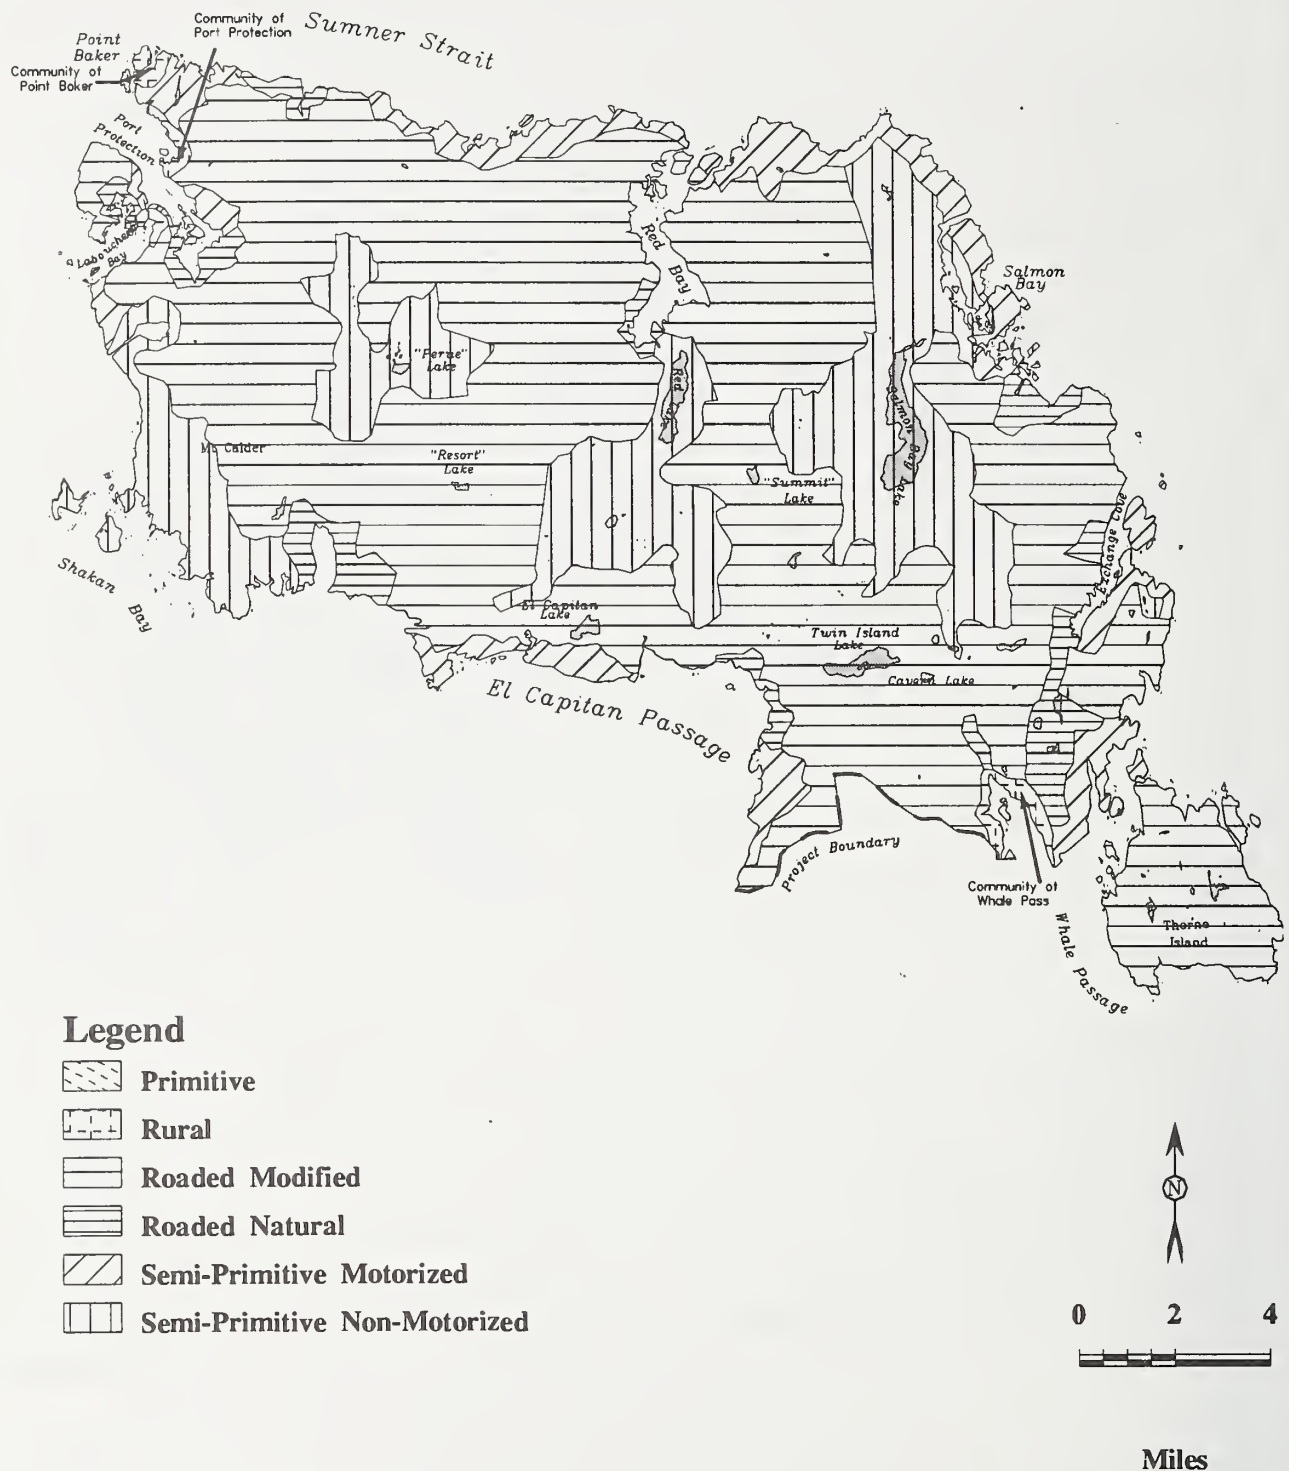 Community of
Port Protection
Sumner Strait
Point
Baker
Community of
Point Boker
Port
Protection
Labouchere
Bay
Red
Bay
Salmon
Bay
"Perue"
Lake
Red Lake
Salmon Bay Lake
Mt Calder
"Resort"
Lake
"Summit"
Lake
Exchange Cove
Shakan
Bay
El Capitan
Lake
Twin Island
Lake
Cavern Lake
El Capitan Passage
Project Boundary
Community of
Whale Pass
Whale Passage
Thorne
Island
Legend
Primitive
Rural
Roaded Modified
Roaded Natural
Semi-Primitive Motorized
Semi-Primitive Non-Motorized
N
0 2 4
Miles